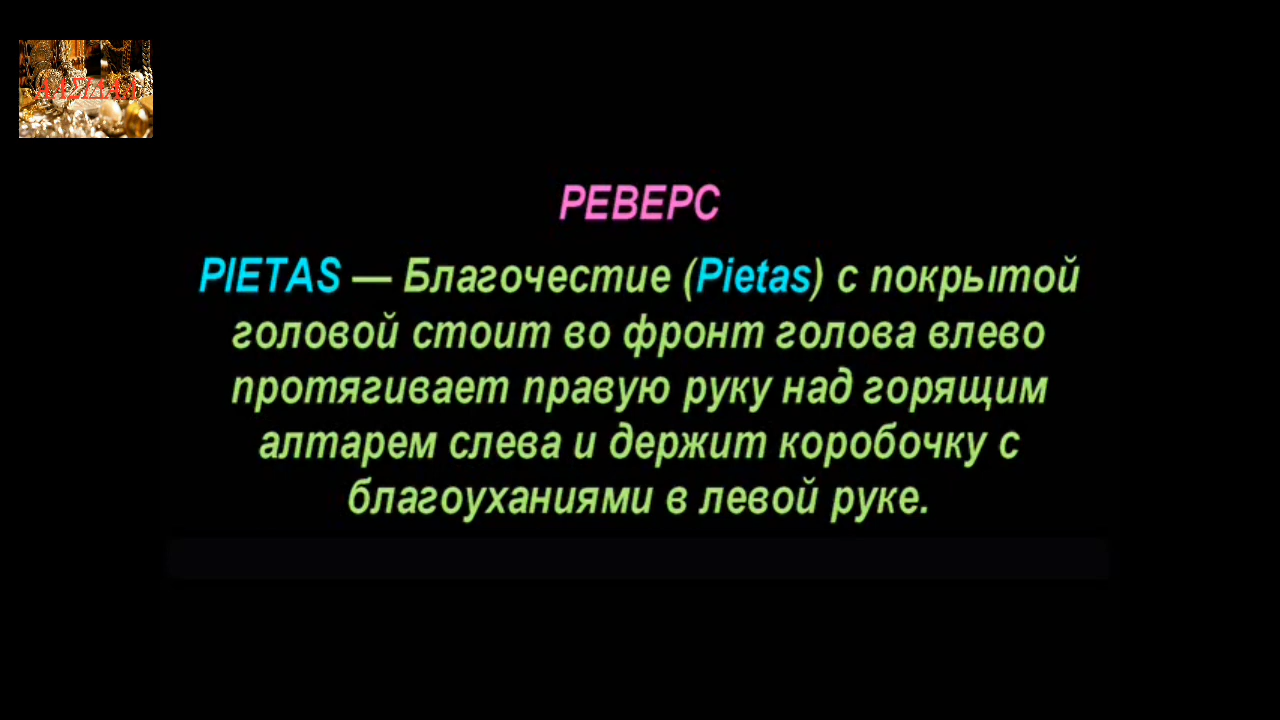 РЕВЕРС
PIETAS — Благочестие (Pietas) с покрытой
головой стоит во фронт голова влево
протягивает правую руку над горящим
алтарем слева и держит коробочку с
благоуханиями в левой руке.